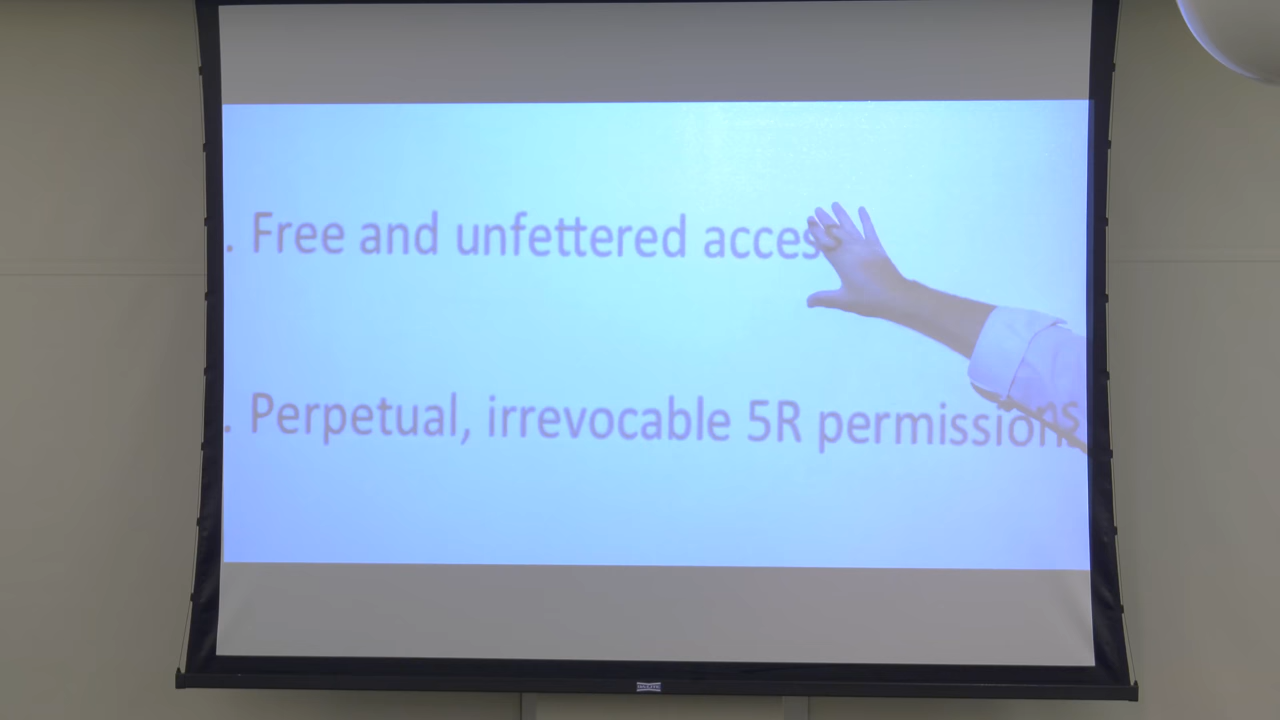 . Free and unfettered access
. Perpetual, irrevocable 5R permissions